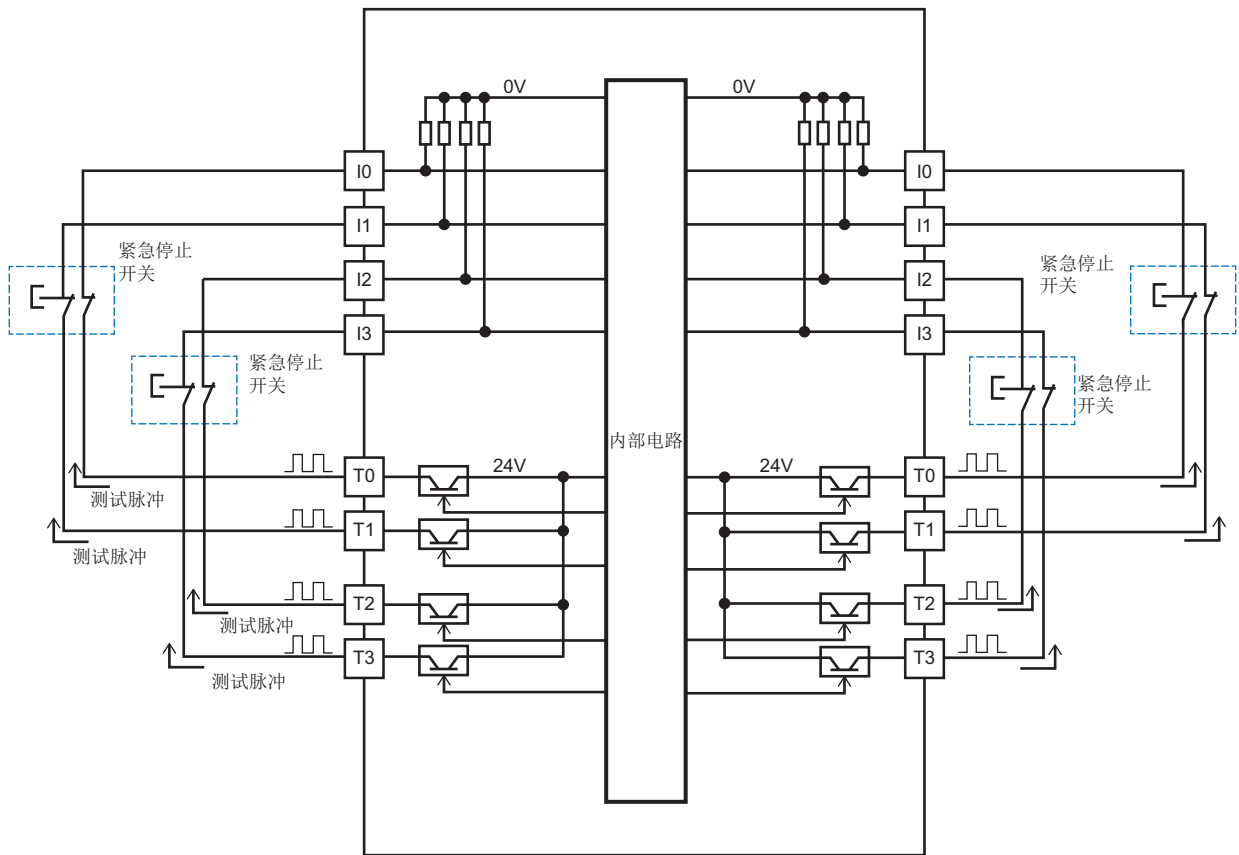 0V
0V
I0
I0
I1
I1
紧急停止
开关
紧急停止
开关
I2
I2
I3
I3
紧急停止
开关
紧急停止
开关
内部电路
24V
24V
T0
T0
测试脉冲
T1
T1
测试脉冲
T2
T2
测试脉冲
T3
T3
测试脉冲